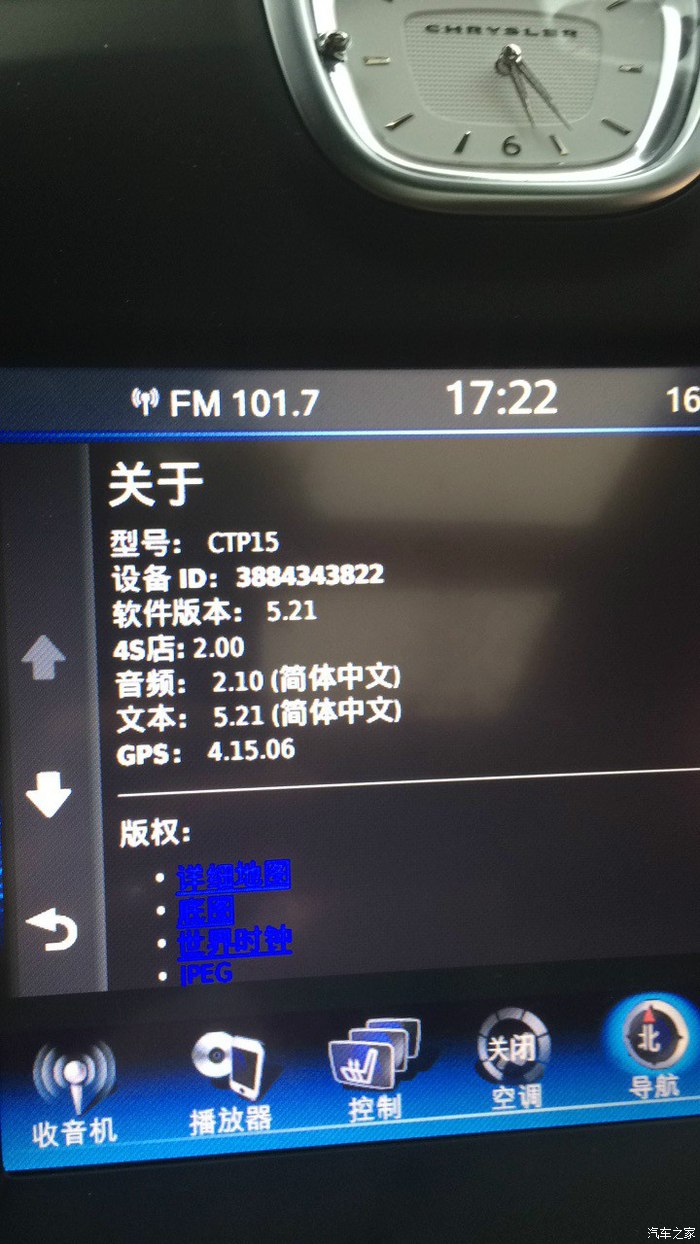 CHRYSLER
6
FM 101.7
17:22
16
关于
型号： CTP15
设备 ID： 3884343822
软件版本： 5.21
4S店: 2.00
音频： 2.10 (简体中文)
文本： 5.21 (简体中文)
GPS： 4.15.06
版权:
• 详细地图
• 底图
• 世界时钟
• JPEG
收音机
播放器
控制
关闭
空调
北
导航
汽车之家